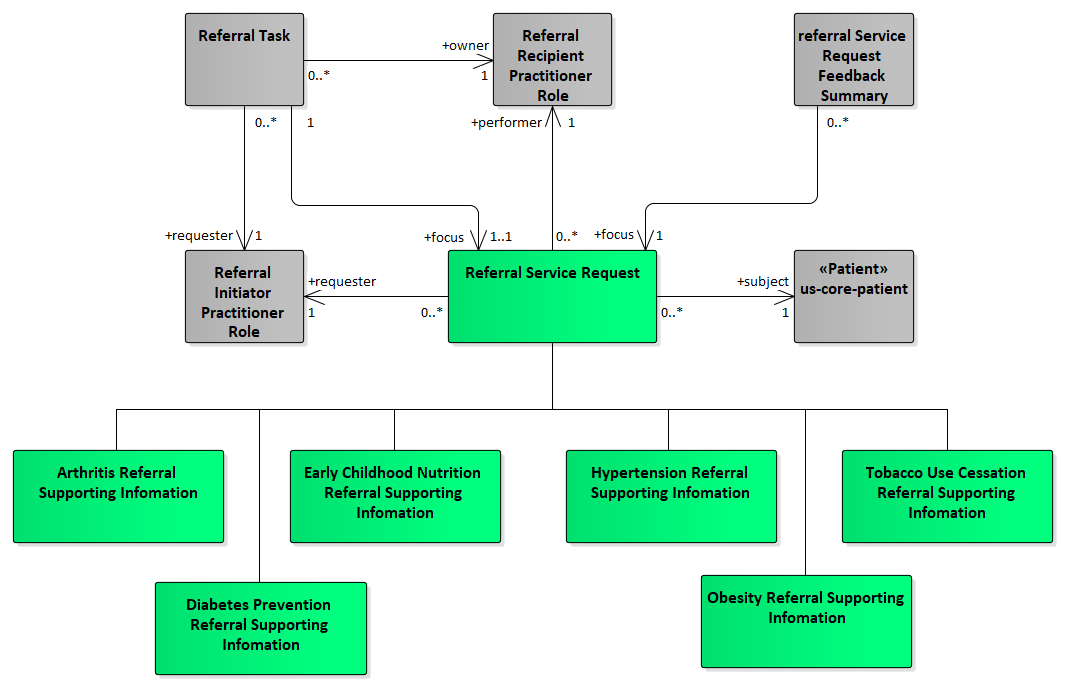 Referral Task
+owner
0..*
1
Referral
Recipient
Practitioner
Role
referral Service
Request
Feedback
Summary
0..*
1
+performer
1
0..*
+requester
1
+focus
1..1
0..*
+focus
1
Referral
Initiator
Practitioner
Role
+requester
1
0..*
Referral Service Request
+subject
0..*
1
«Patient»
us-core-patient
Arthritis Referral
Supporting Infomation
Early Childhood Nutrition
Referral Supporting
Infomation
Hypertension Referral
Supporting Infomation
Tobacco Use Cessation
Referral Supporting
Infomation
Diabetes Prevention
Referral Supporting
Infomation
Obesity Referral Supporting
Infomation